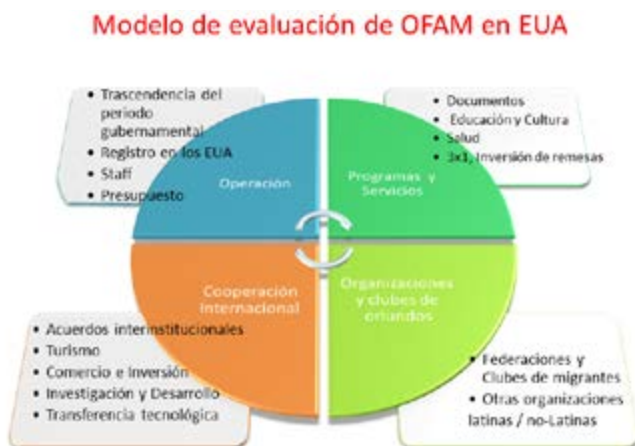 Modelo de evaluación de OFAM en EUA
• Trascendencia del
periodo
gubernamental
• Registro en los EUA
• Staff
• Presupuesto
• Documentos
• Educación y Cultura
• Salud
• 3x1, Inversión de remesas
Operación
Programas y
Servicios
Cooperación
Internacional
Organizaciones
y clubes de
oriundos
• Acuerdos interinstitucionales
• Turismo
• Comercio e Inversión
• Investigación y Desarrollo
• Transferencia tecnológica
• Federaciones y
Clubes de migrantes
• Otras organizaciones
latinas / no-Latinas